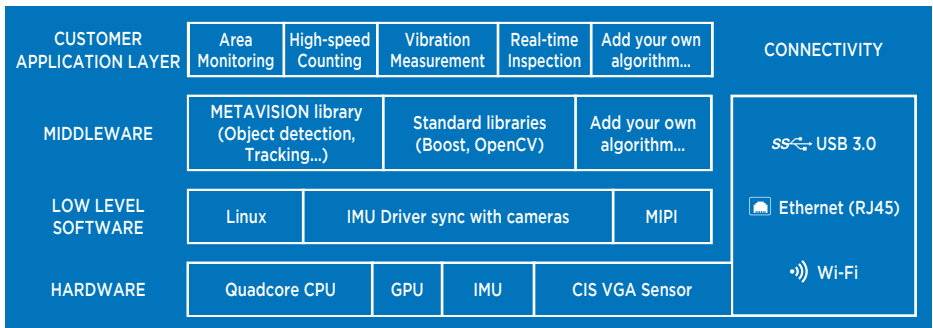 CUSTOMER
APPLICATION LAYER
Area
Monitoring
High-speed
Counting
Vibration
Measurement
Real-time
Inspection
Add your own
algorithm...
CONNECTIVITY
MIDDLEWARE
METAVISION library
(Object detection,
Tracking...)
Standard libraries
(Boost, OpenCV)
Add your own
algorithm...
SS USB 3.0
LOW LEVEL
SOFTWARE
Linux
IMU Driver sync with cameras
MIPI
Ethernet (RJ45)
HARDWARE
Quadcore CPU
GPU
IMU
CIS VGA Sensor
Wi-Fi